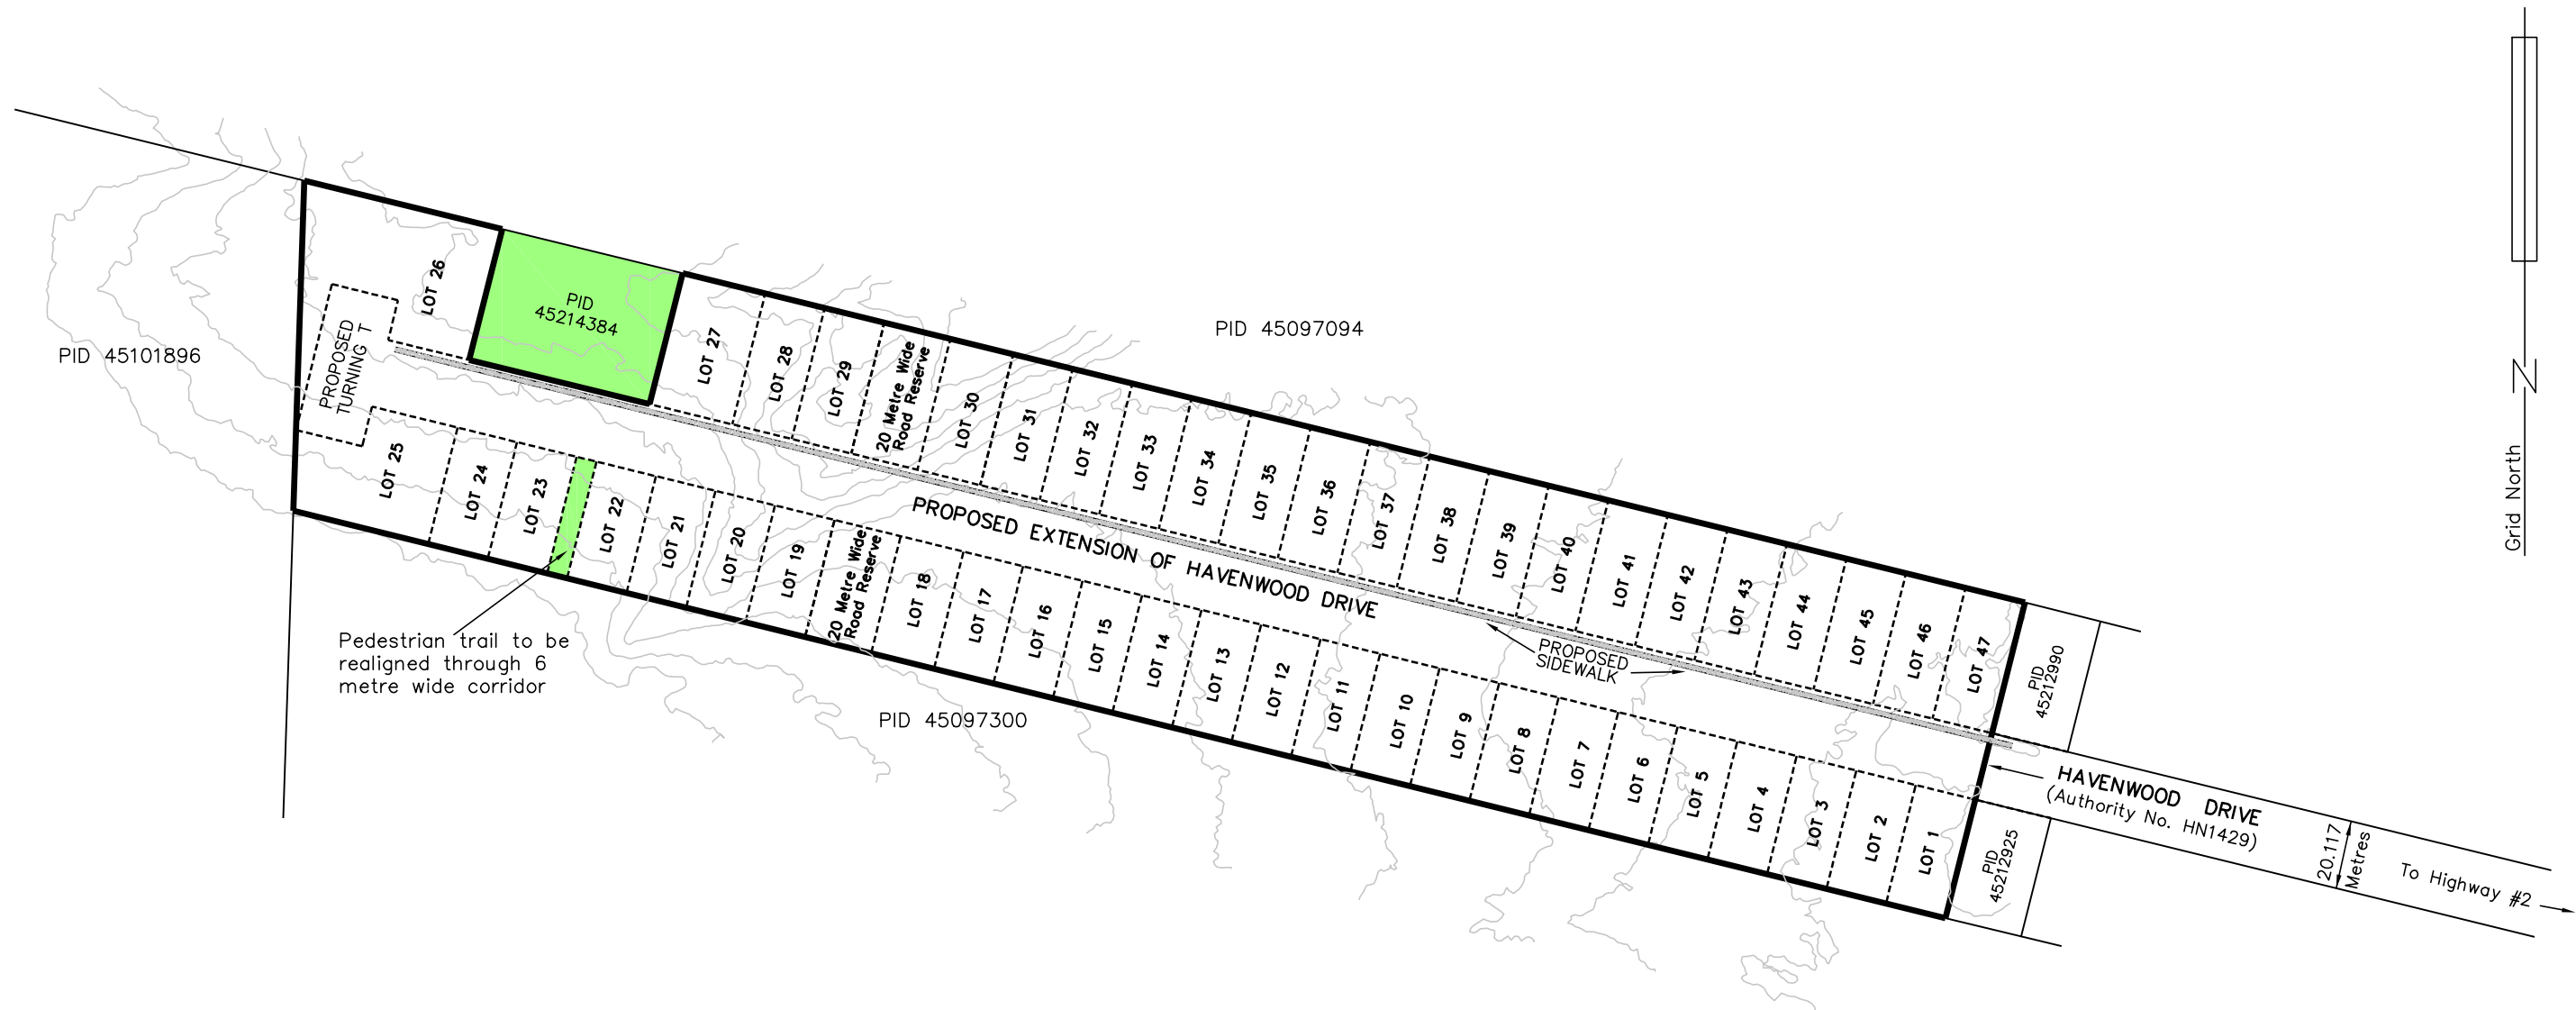 PID 45101896
PROPOSED
TURNING T
LOT 26
PID
45214384
LOT 27
LOT 28
LOT 29
20 Metre Wide
Road Reserve
LOT 30
LOT 31
LOT 32
LOT 33
LOT 34
LOT 35
LOT 36
LOT 37
LOT 38
LOT 39
LOT 40
LOT 41
LOT 42
LOT 43
LOT 44
LOT 45
LOT 46
LOT 47
PID 45097094
Grid North
N
PROPOSED EXTENSION OF HAVENWOOD DRIVE
PROPOSED
SIDEWALK
LOT 25
LOT 24
LOT 23
LOT 22
LOT 21
LOT 20
LOT 19
20 Metre Wide
Road Reserve
LOT 18
LOT 17
LOT 16
LOT 15
LOT 14
LOT 13
LOT 12
LOT 11
LOT 10
LOT 9
LOT 8
LOT 7
LOT 6
LOT 5
LOT 4
LOT 3
LOT 2
LOT 1
Pedestrian trail to be
realigned through 6
metre wide corridor
PID 45097300
PID
45212990
PID
45212925
HAVENWOOD DRIVE
(Authority No. HN1429)
20.117
Metres
To Highway #2